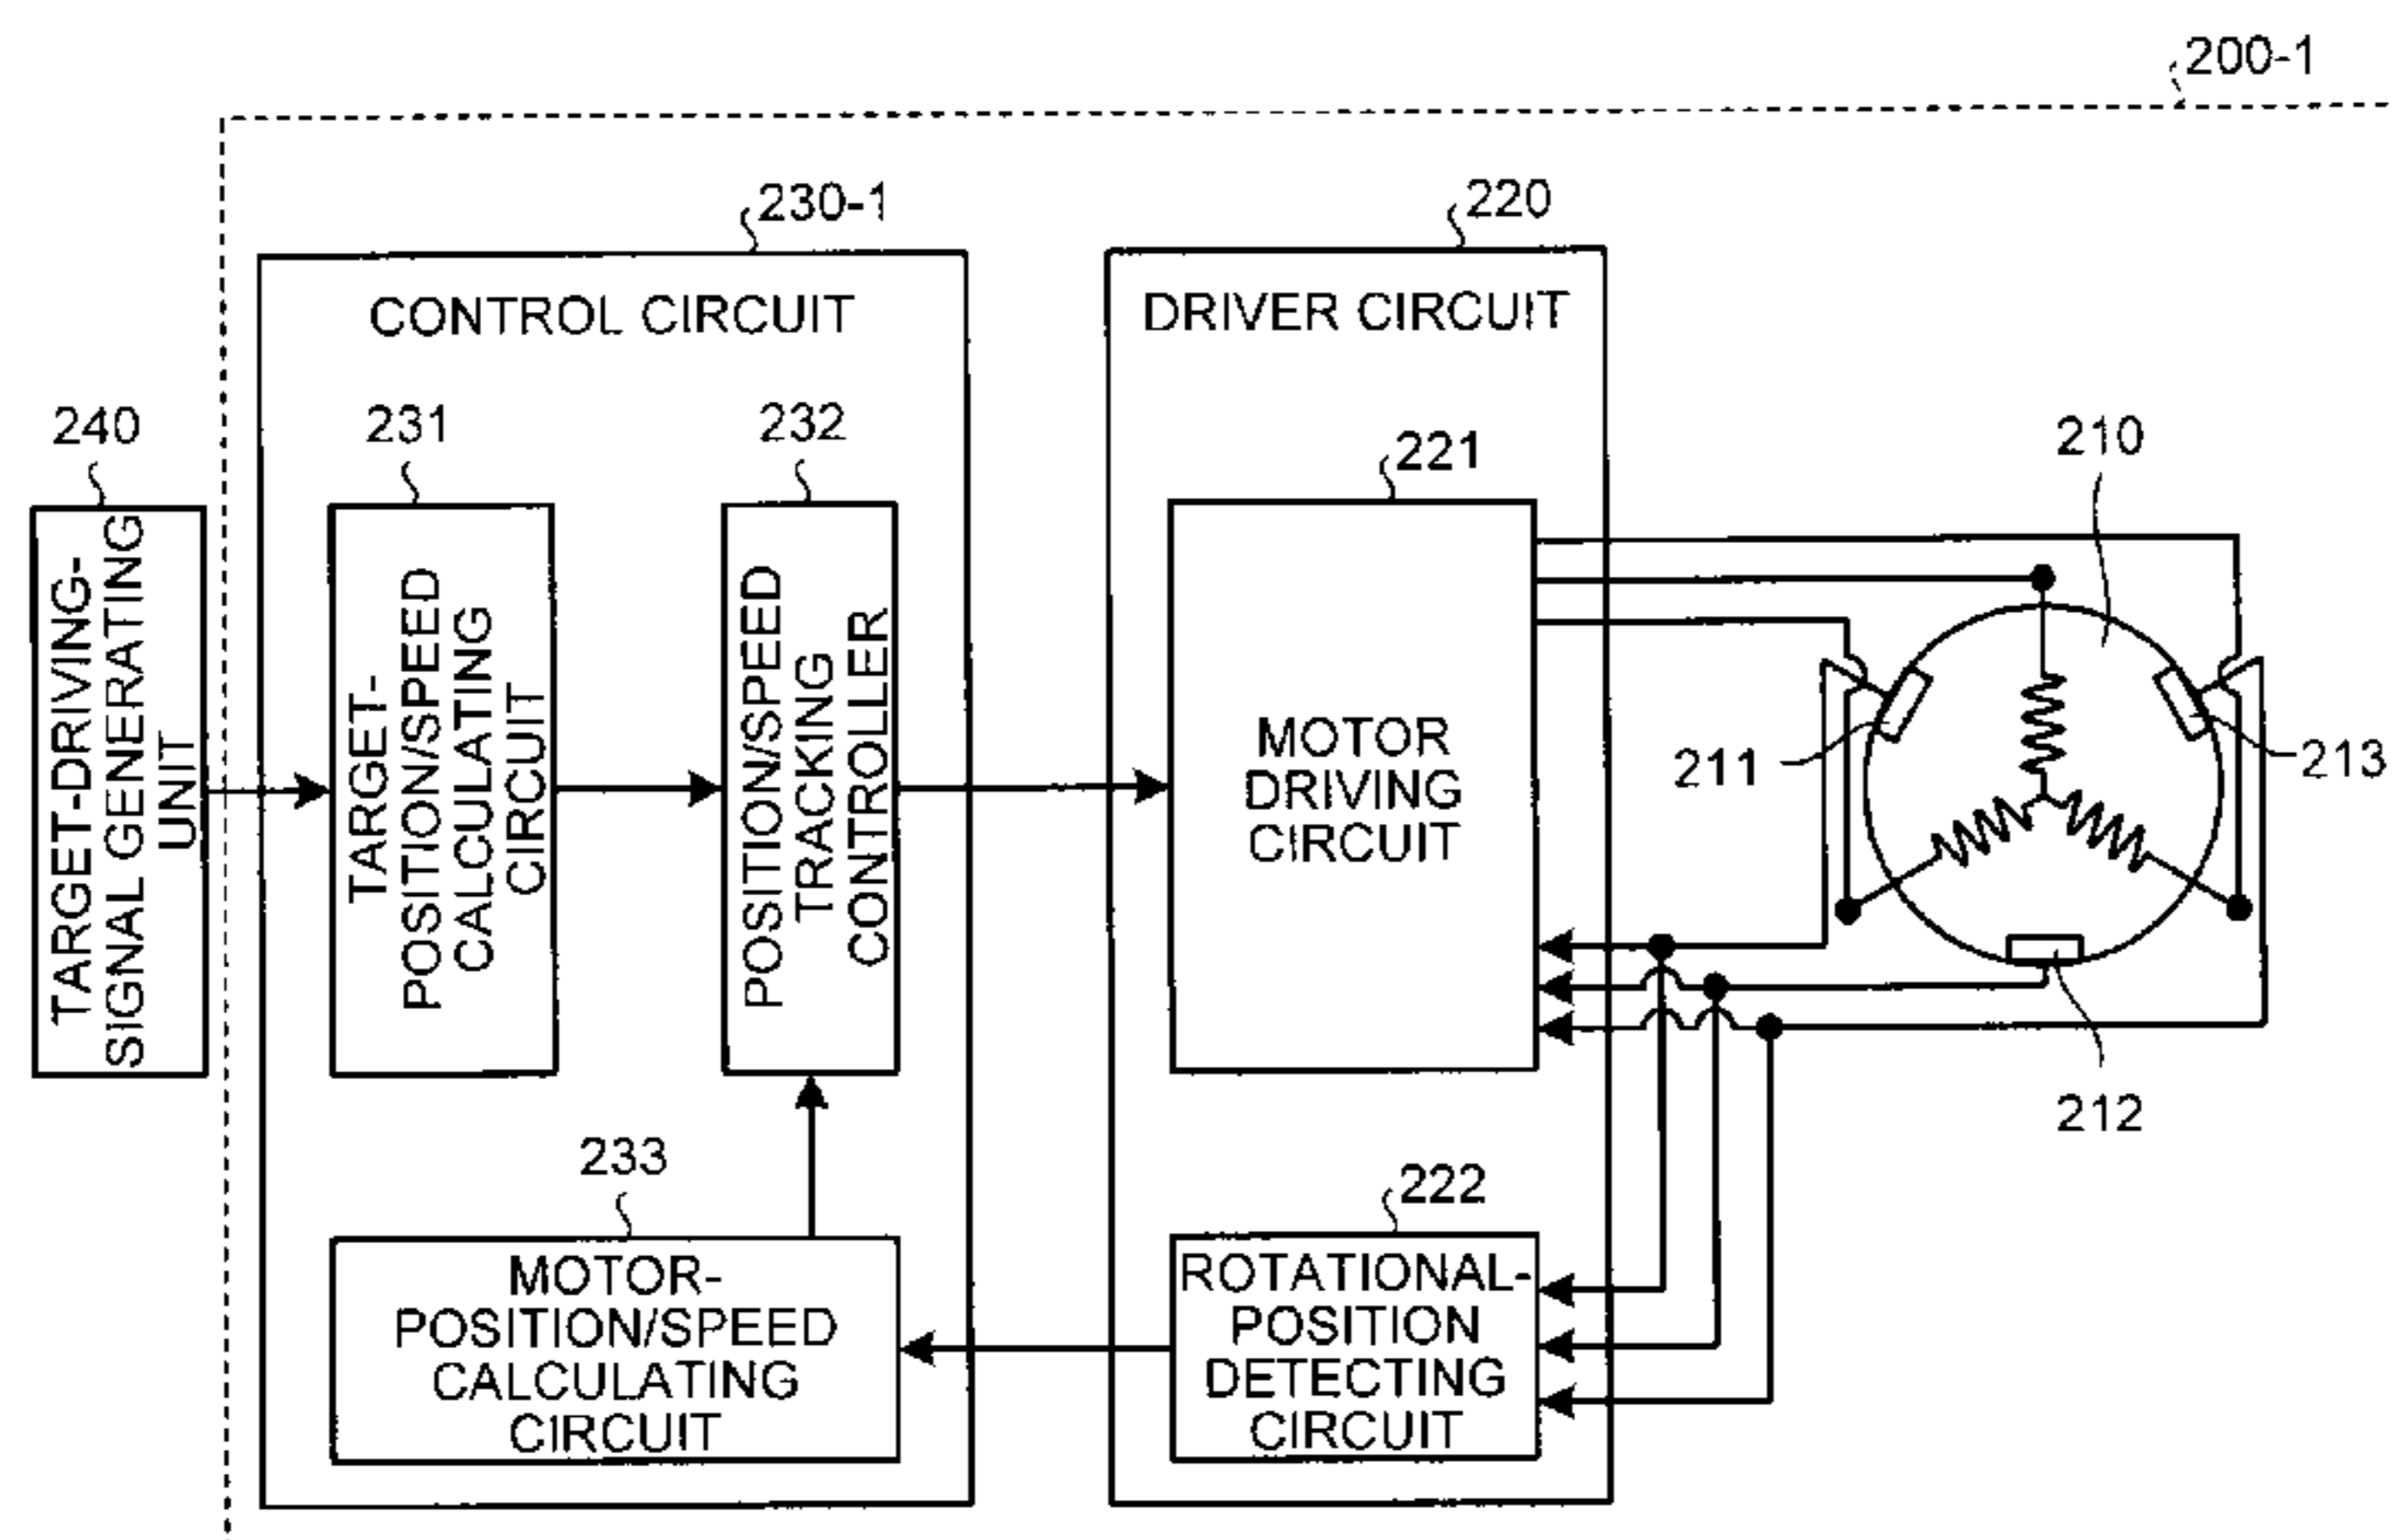 200-1
230-1
220
CONTROL CIRCUIT
DRIVER CIRCUIT
240
231
232
221
210
TARGET-DRIVING-
SIGNAL GENERATING
UNIT
TARGET-
POSITION/SPEED
CALCULATING
CIRCUIT
POSITION/SPEED
TRACKING
CONTROLLER
MOTOR
DRIVING
CIRCUIT
211
213
212
233
222
MOTOR-
POSITION/SPEED
CALCULATING
CIRCUIT
ROTATIONAL-
POSITION
DETECTING
CIRCUIT